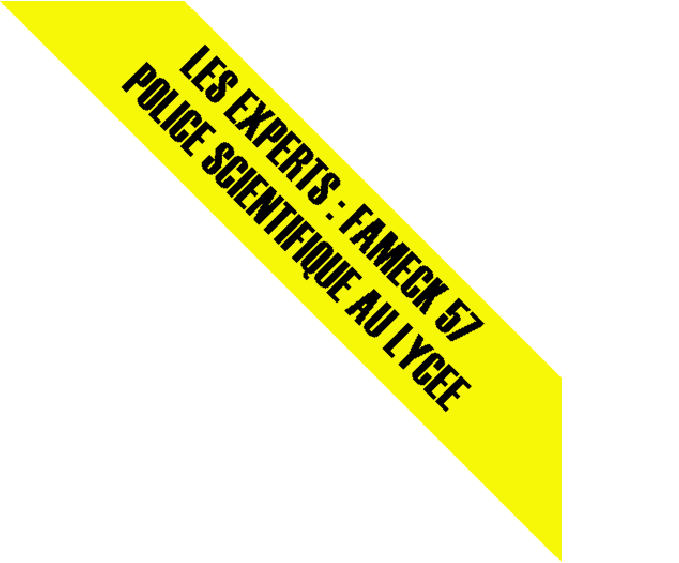 LES EXPERTS : FAMECK 57
POLICE SCIENTIFIQUE AU LYCEE